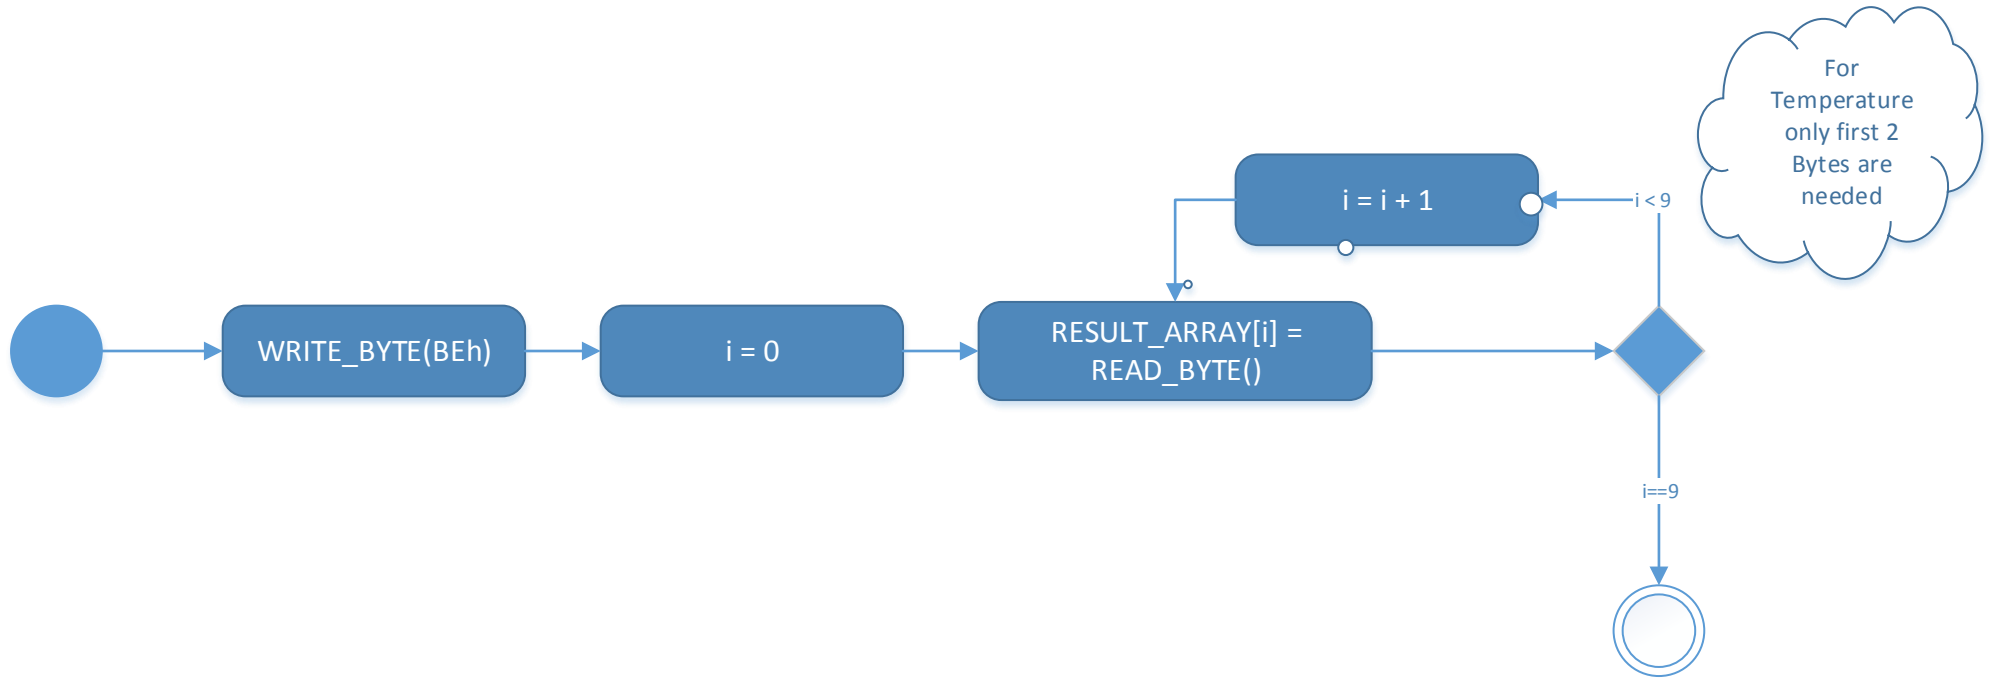 WRITE_BYTE(BEh)
i = 0
RESULT_ARRAY[i] =
READ_BYTE()
i = i + 1
i < 9
i==9
For
Temperature
only first 2
Bytes are
needed